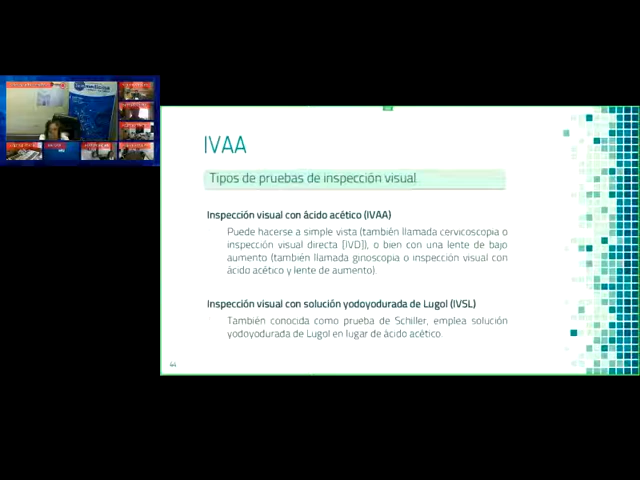 IVAA
Tipos de pruebas de inspección visual
Inspección visual con ácido acético (IVAA)
Puede hacerse a simple vista (también llamada cervicoscopia o
inspección visual directa [IVD]), o bien con una lente de bajo
aumento (también llamada ginoscopia o inspección visual con
ácido acético y lente de aumento).
Inspección visual con solución yodoyodurada de Lugol (IVSL)
También conocida como prueba de Schiller, emplea solución
yodoyodurada de Lugol en lugar de ácido acético.
44